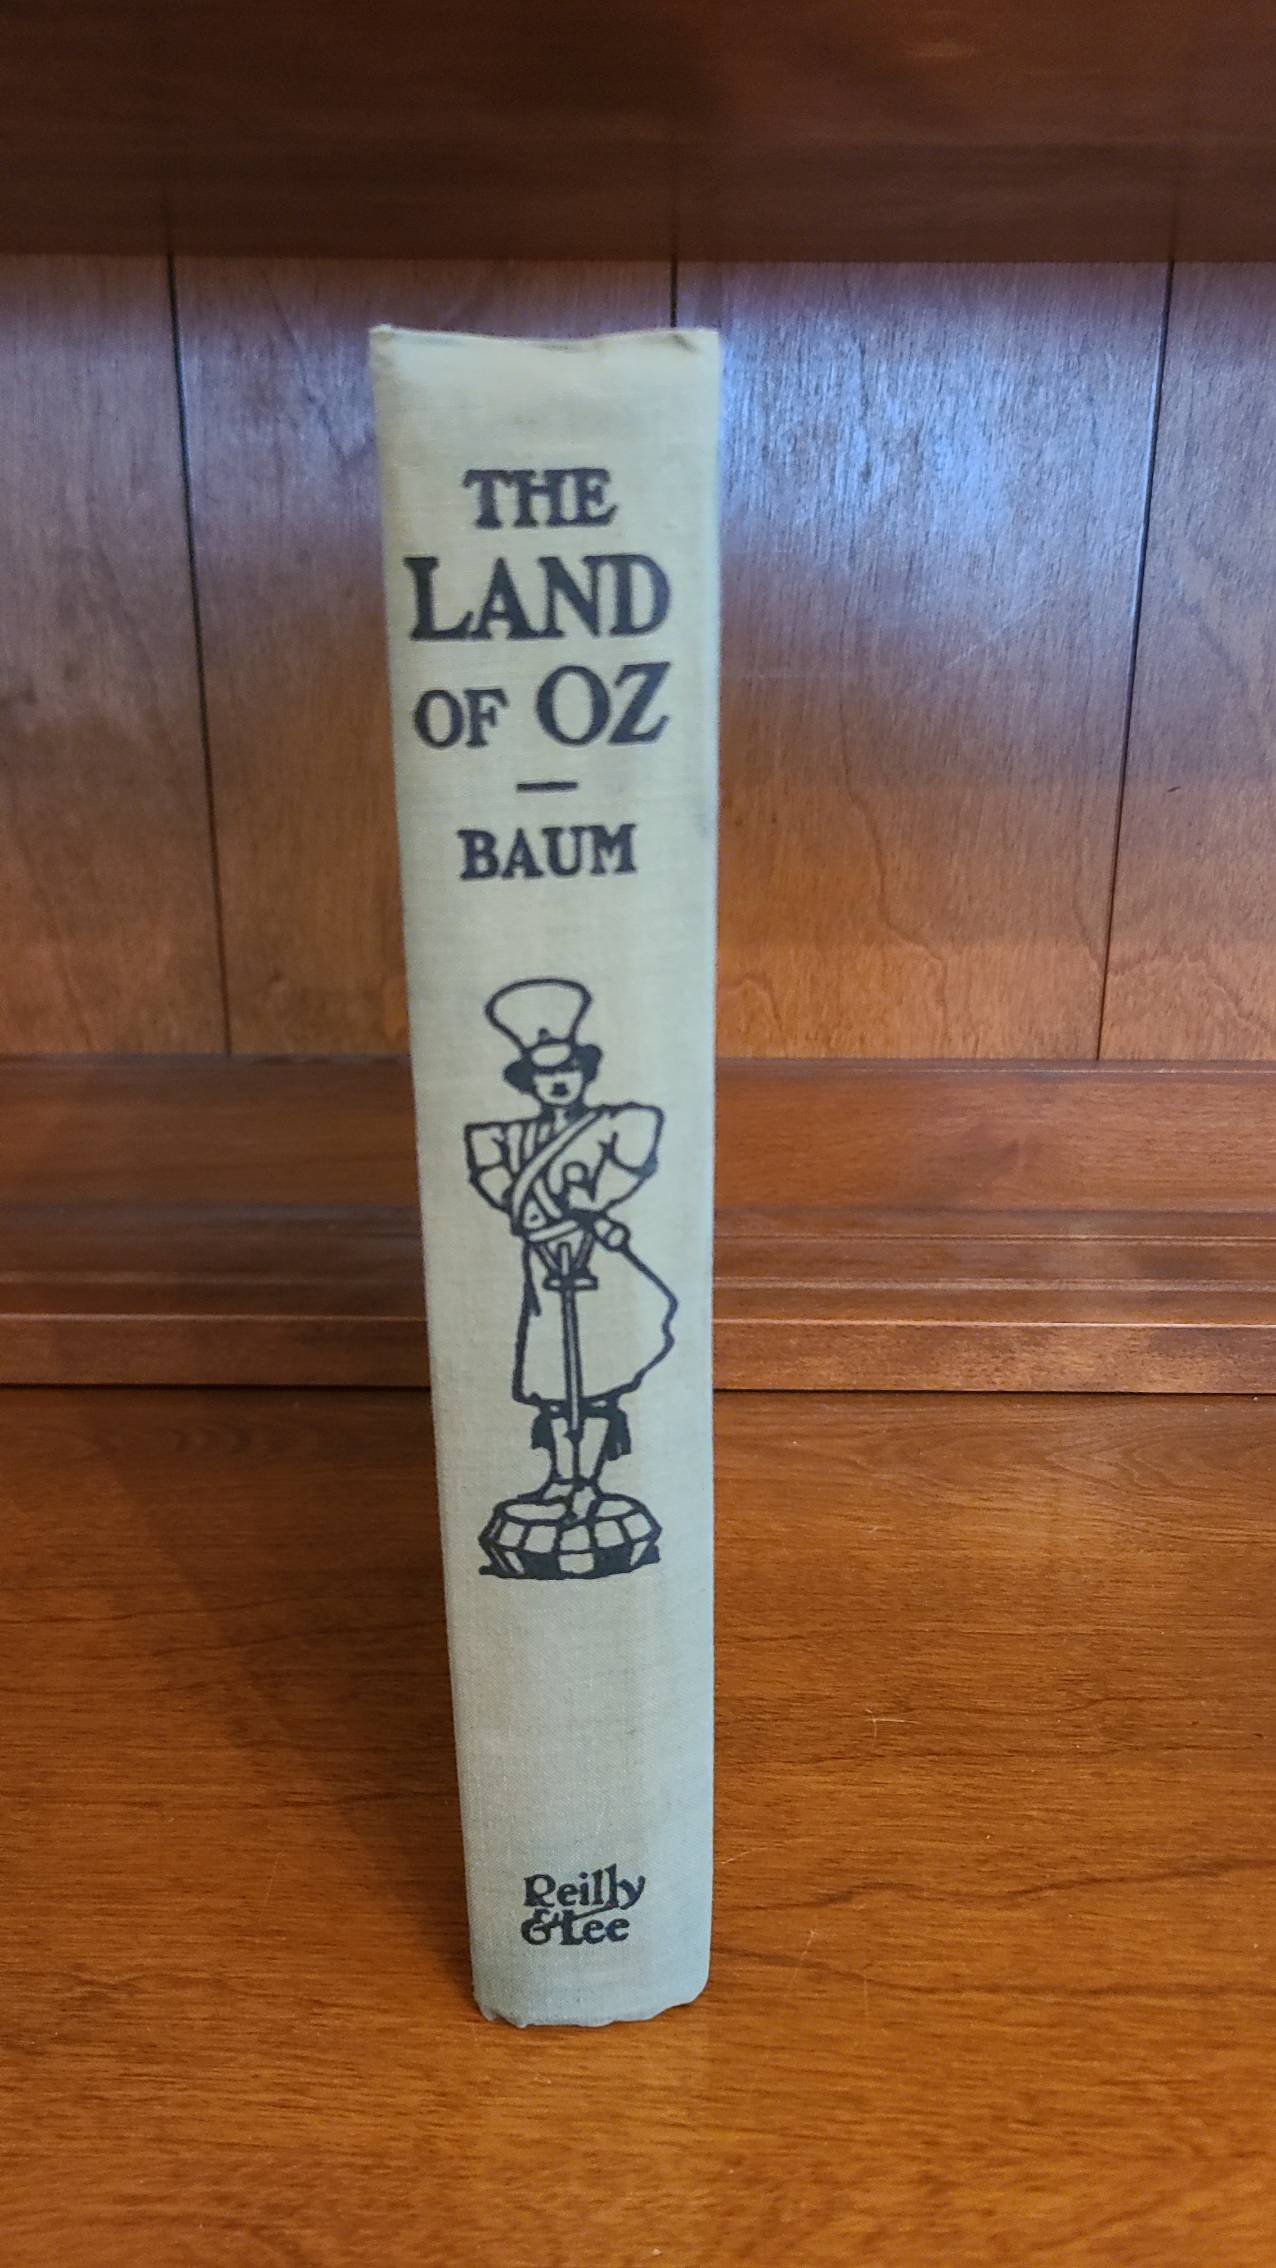 THE
LAND
OF OZ
—
BAUM
Reilly
& Lee